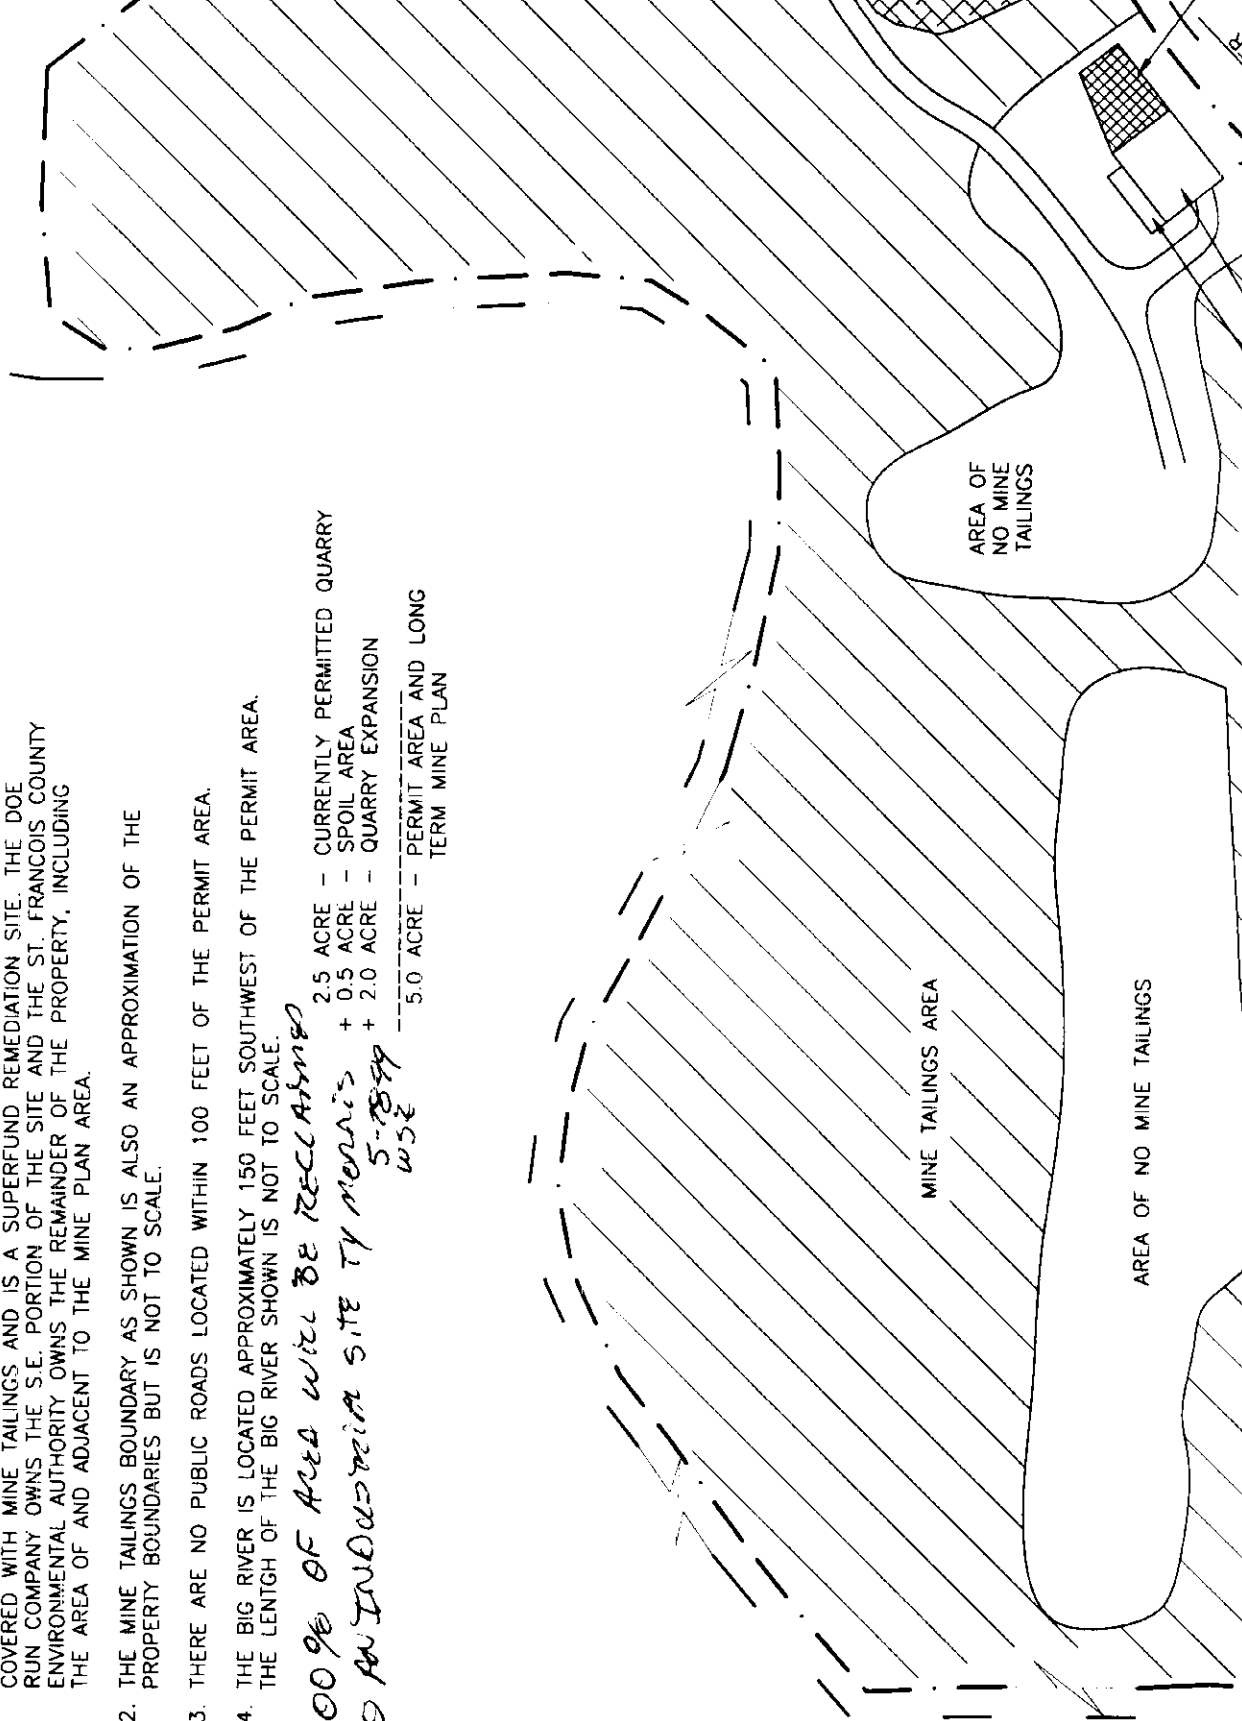 COVERED WITH MINE TAILINGS AND IS A SUPERFUND REMEDIATION SITE. THE DOE
RUN COMPANY OWNS THE S.E. PORTION OF THE SITE AND THE ST. FRANCOIS COUNTY
ENVIRONMENTAL AUTHORITY OWNS THE REMAINDER OF THE PROPERTY, INCLUDING
THE AREA OF AND ADJACENT TO THE MINE PLAN AREA.
2. THE MINE TAILINGS BOUNDARY AS SHOWN IS ALSO AN APPROXIMATION OF THE
PROPERTY BOUNDARIES BUT IS NOT TO SCALE.
3. THERE ARE NO PUBLIC ROADS LOCATED WITHIN 100 FEET OF THE PERMIT AREA.
4. THE BIG RIVER IS LOCATED APPROXIMATELY 150 FEET SOUTHWEST OF THE PERMIT AREA.
THE LENTGH OF THE BIG RIVER SHOWN IS NOT TO SCALE.
00% OF AREA WILL BE RECLAIMED
AN INDUSTRIAL SITE
WSE
2.5 ACRE - CURRENTLY PERMITTED QUARRY
+ 0.5 ACRE - SPOIL AREA
+ 2.0 ACRE - QUARRY EXPANSION
5.0 ACRE - PERMIT AREA AND LONG
TERM MINE PLAN
AREA OF
NO MINE
TAILINGS
MINE TAILINGS AREA
AREA OF NO MINE TAILINGS